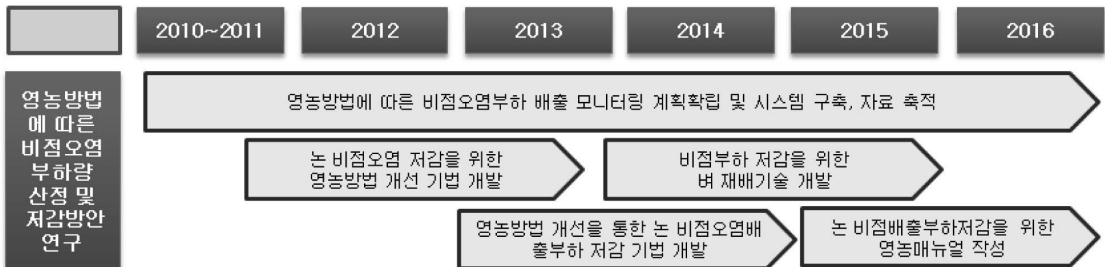 2010~2011
2012
2013
2014
2015
2016
영농방법
에 따른
비점오염
부하량
산정 및
저감방안
연구
영농방법에 따른 비점오염부하 배출 모니터링 계획확립 및 시스템 구축, 자료 축적
논 비점오염 저감을 위한
영농방법 개선 기법 개발
비점부하 저감을 위한
벼 재배기술 개발
영농방법 개선을 통한 논 비점오염배
출부하 저감 기법 개발
논 비점배출부하저감을 위한
영농매뉴얼 작성